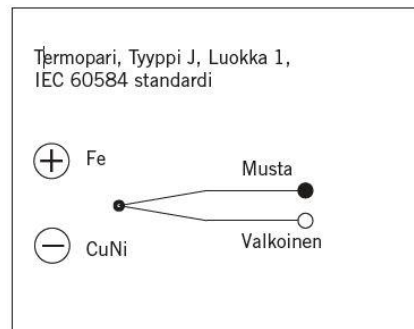 Termopari, Tyyppi J, Luokka 1,
IEC 60584 standardi
Fe
Musta
CuNi
Valkoinen